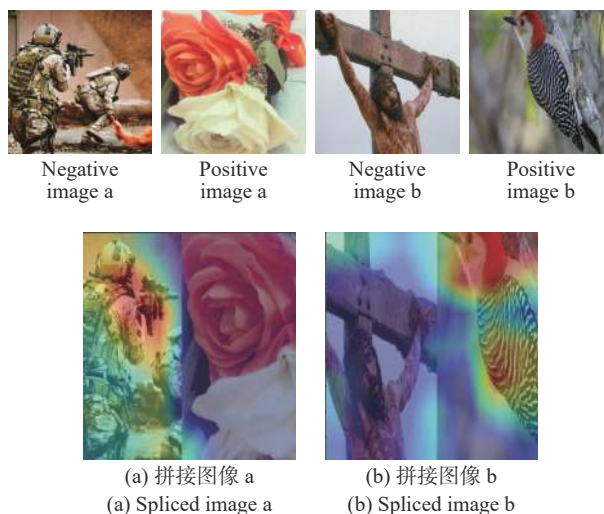 Negative
image a
Positive
image a
Negative
image b
Positive
image b
(a) 拼接图像 a
(a) Spliced image a
(b) 拼接图像 b
(b) Spliced image b